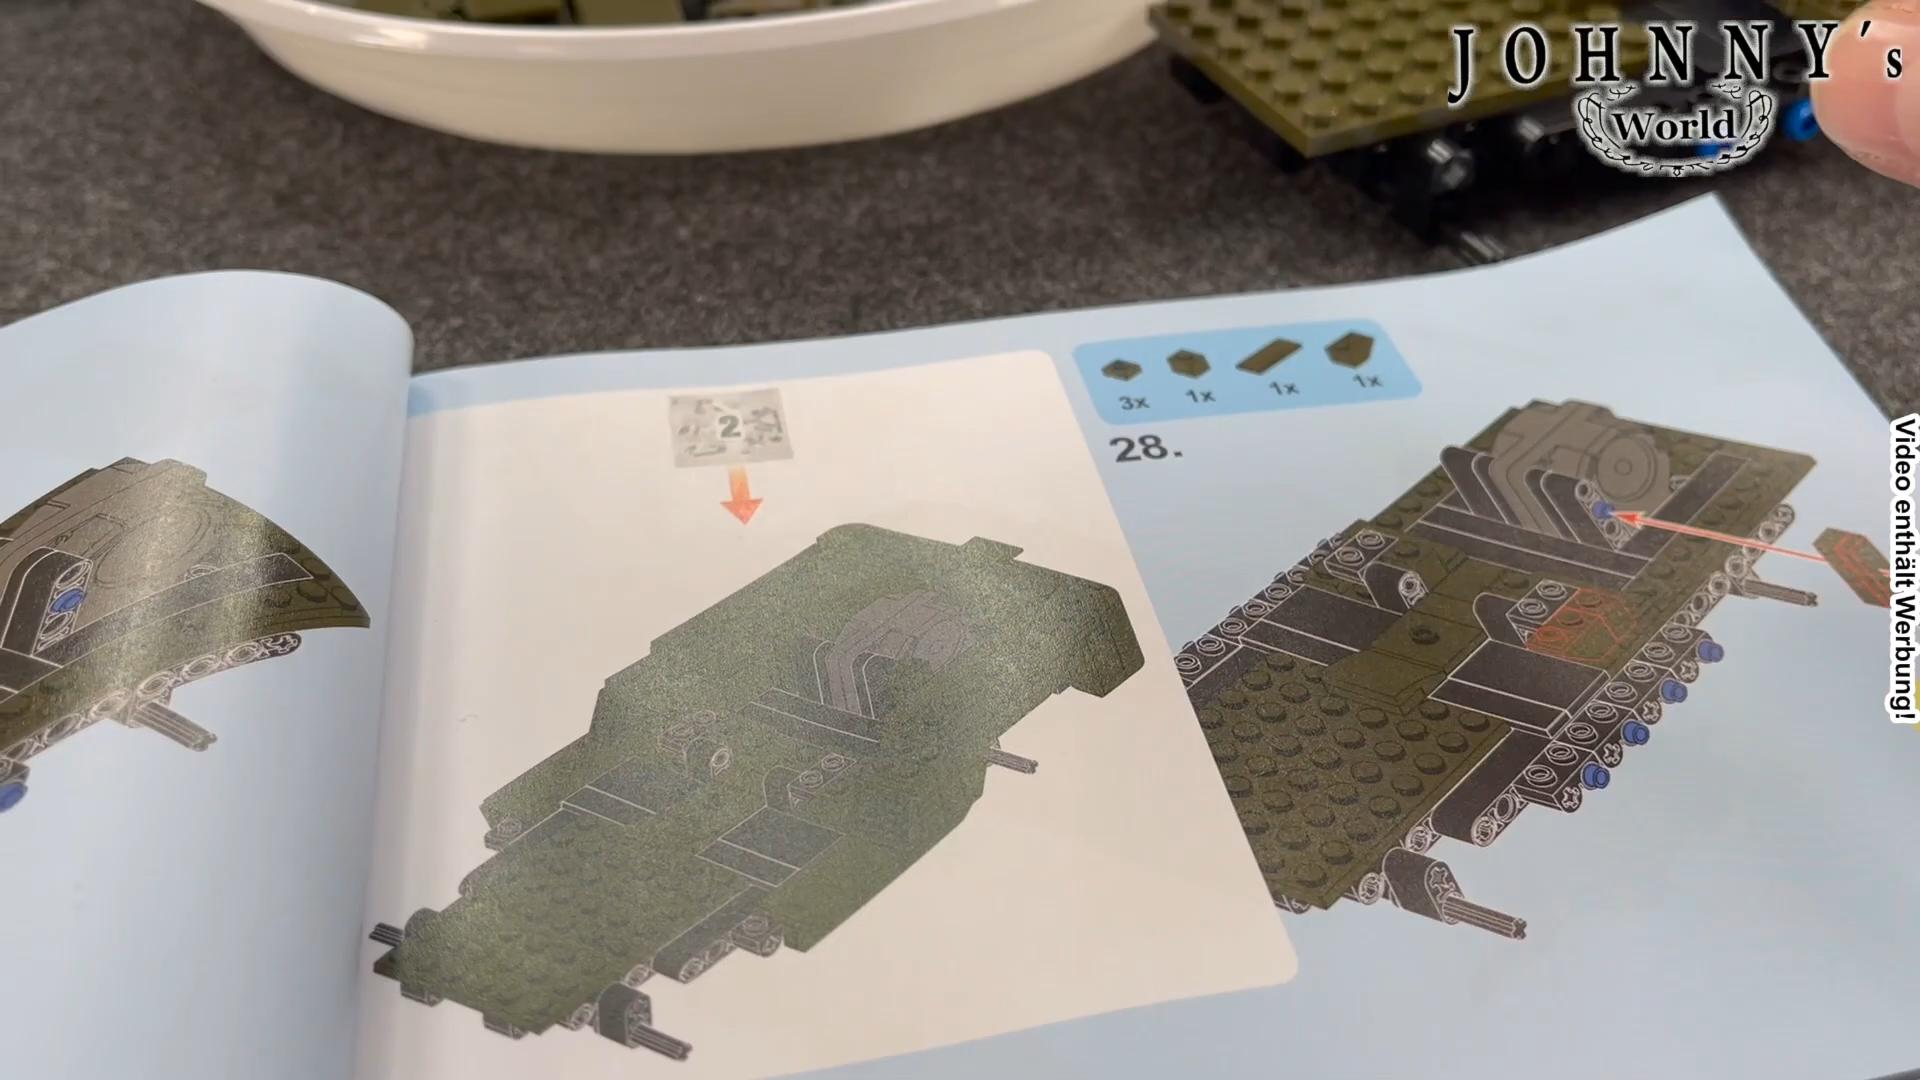 JOHNNY's
World
2
3x 1x 1x 1x
28.
Video enthält Werbung!